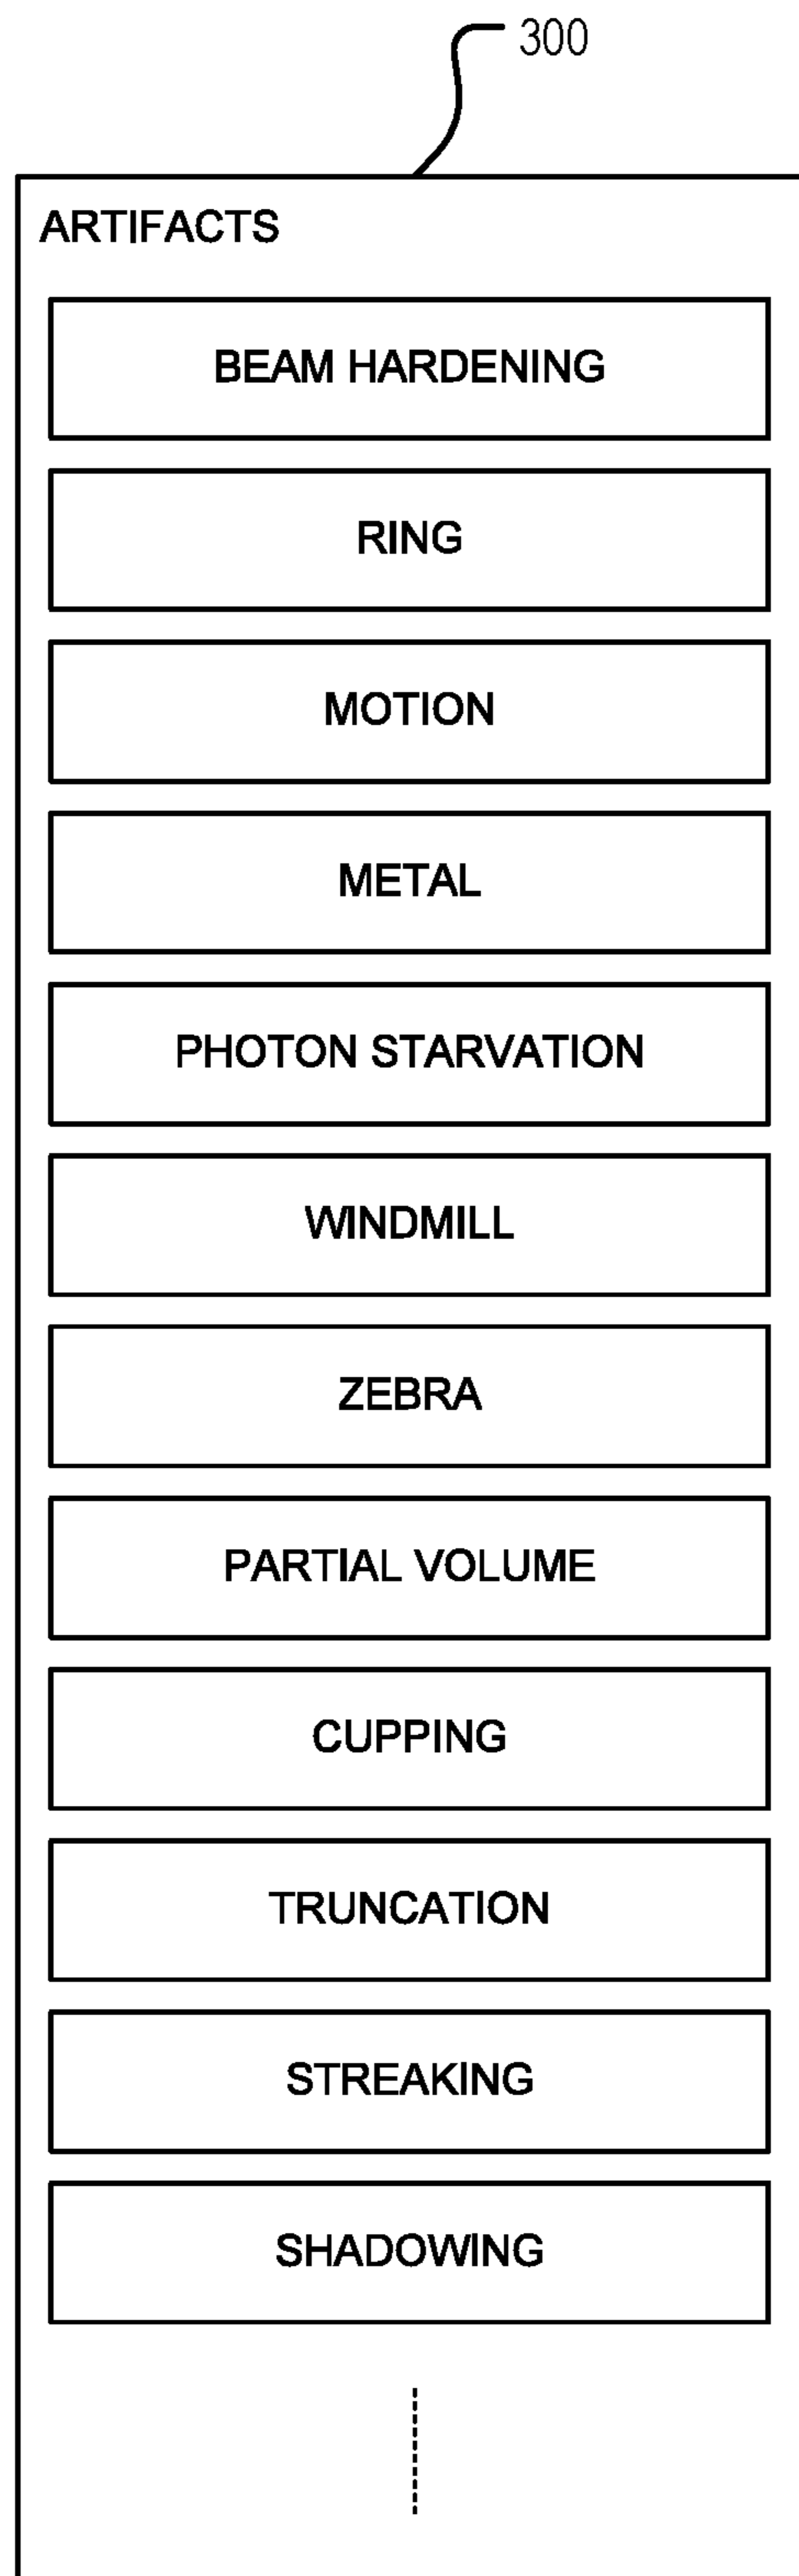 300
ARTIFACTS
BEAM HARDENING
RING
MOTION
METAL
PHOTON STARVATION
WINDMILL
ZEBRA
PARTIAL VOLUME
CUPPING
TRUNCATION
STREAKING
SHADOWING